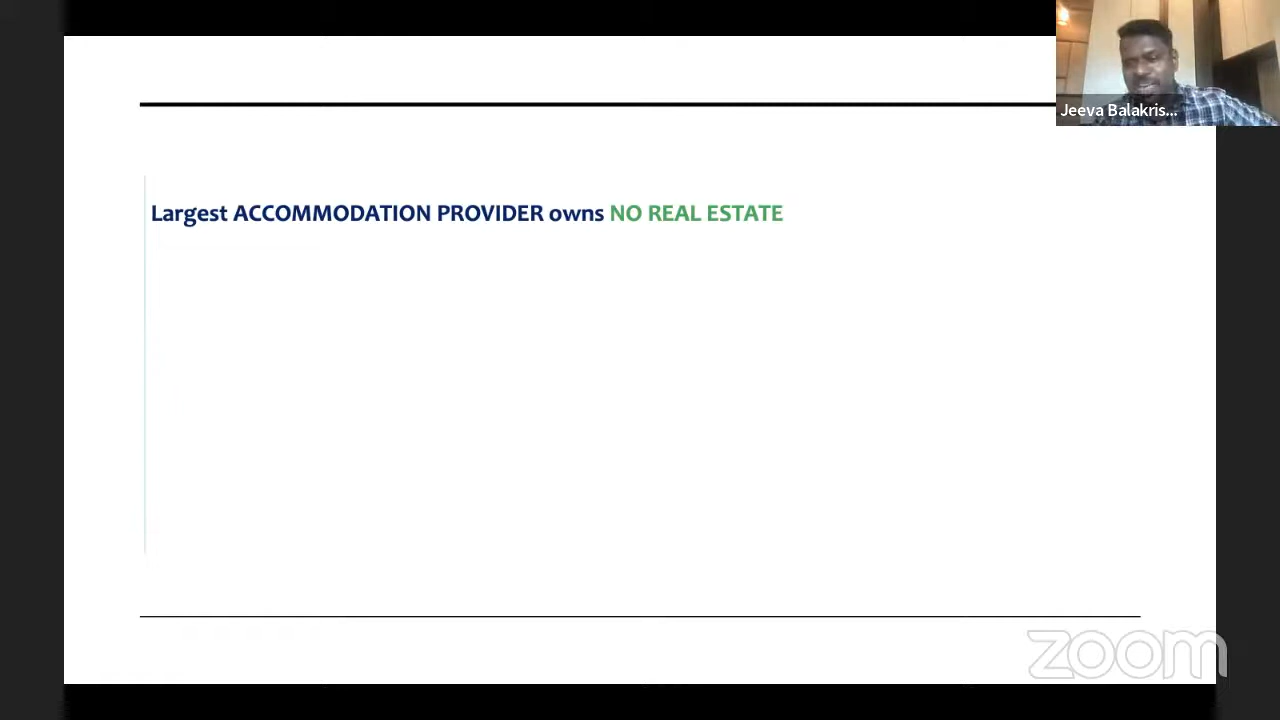 Jeeva Balakris...
Largest ACCOMMODATION PROVIDER owns NO REAL ESTATE
zoom